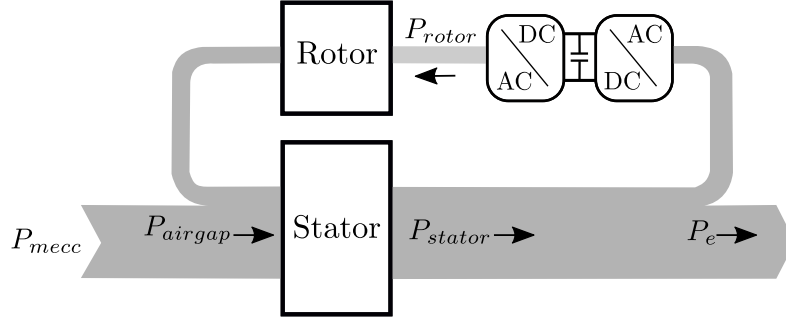 Rotor
P_rotor
DC
AC
AC
DC
P_mecc
P_airgap
Stator
P_stator
P_e